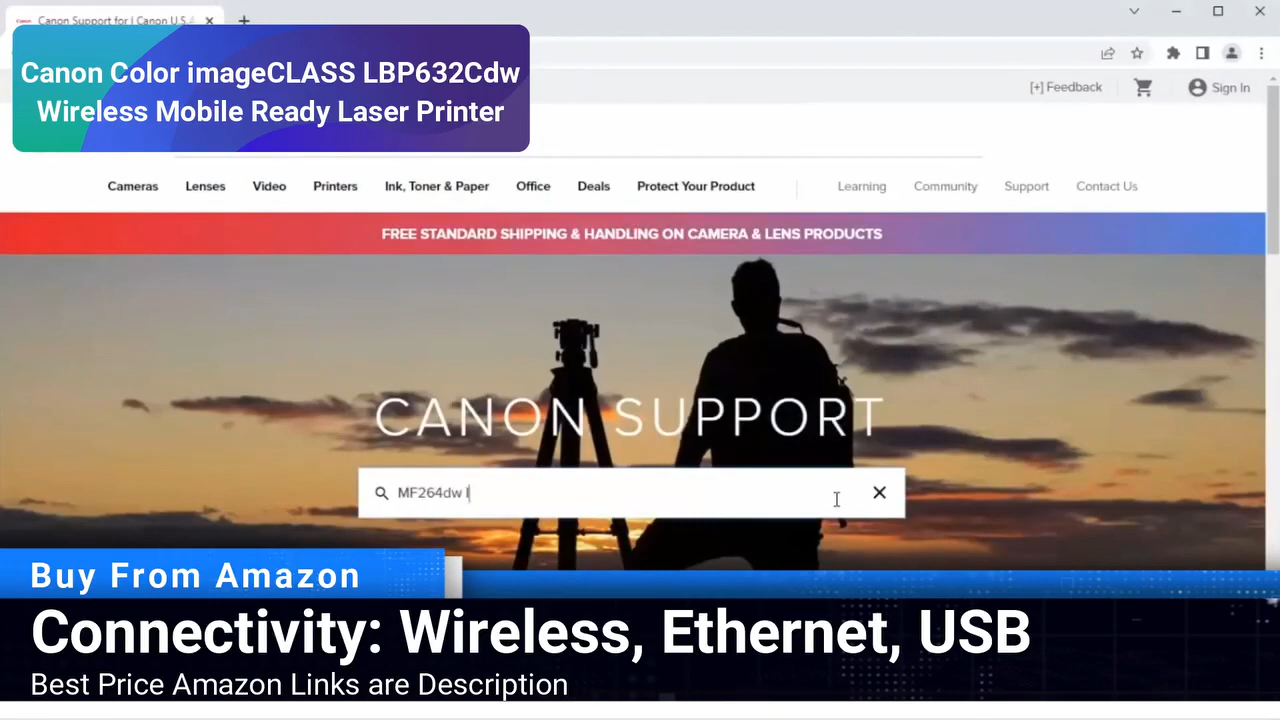 Canon Support for | Canon U.S.A
Canon Color imageCLASS LBP632Cdw
Wireless Mobile Ready Laser Printer
[+] Feedback
Sign In
Cameras Lenses Video Printers Ink, Toner & Paper Office Deals Protect Your Product Learning Community Support Contact Us
FREE STANDARD SHIPPING & HANDLING ON CAMERA & LENS PRODUCTS
CANON SUPPORT
MF264dw I
Buy From Amazon
Connectivity: Wireless, Ethernet, USB
Best Price Amazon Links are Description